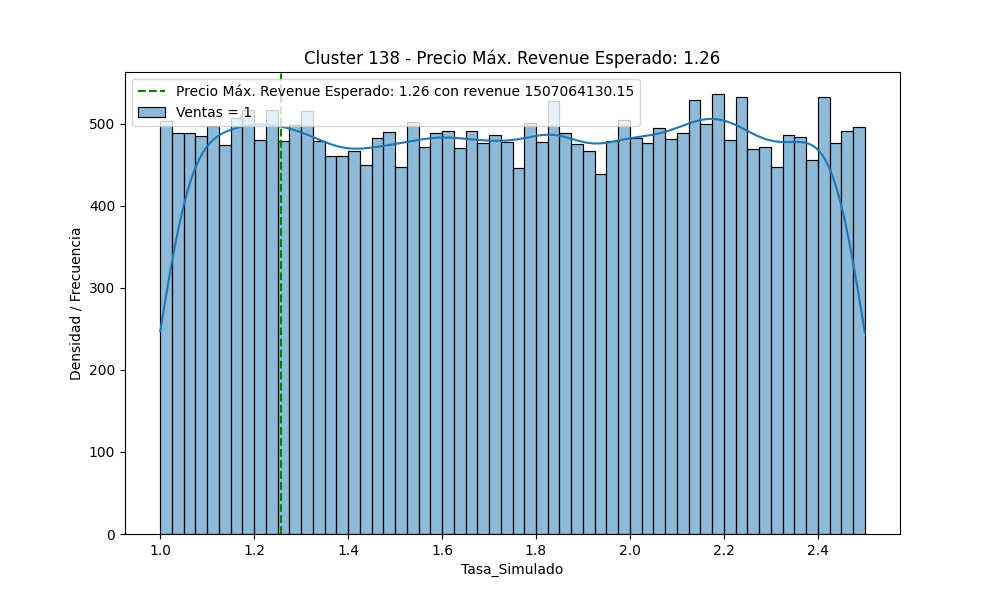 Cluster 138 - Precio Máx. Revenue Esperado: 1.26
Precio Máx. Revenue Esperado: 1.26 con revenue 1507064130.15
Ventas = 1
500
400
300
200
100
0
Densidad / Frecuencia
1.0 1.2 1.4 1.6 1.8 2.0 2.2 2.4
Tasa_Simulado